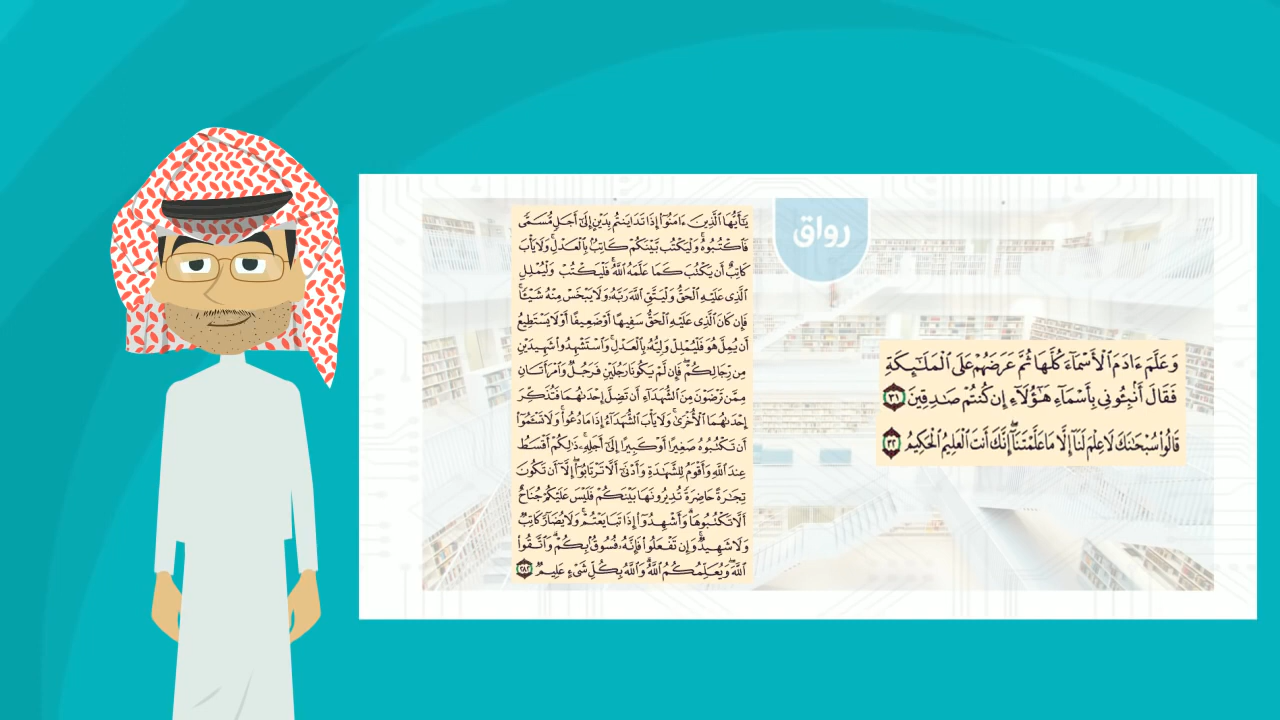 رواق
وَعَلَّمَ ءَادَمَ ٱلْأَسْمَآءَ كُلَّهَا ثُمَّ عَرَضَهُمْ عَلَى ٱلْمَلَٰٓئِكَةِ
فَقَالَ أَنۢبِـُٔونِى بِأَسْمَآءِ هَٰٓؤُلَآءِ إِن كُنتُمْ صَٰدِقِينَ ٣١
قَالُوا۟ سُبْحَٰنَكَ لَا عِلْمَ لَنَآ إِلَّا مَا عَلَّمْتَنَآ ۖ إِنَّكَ أَنتَ ٱلْعَلِيمُ ٱلْحَكِيمُ ٣٢
يَٰٓأَيُّهَا ٱلَّذِينَ ءَامَنُوٓا۟ إِذَا تَدَايَنتُم بِدَيْنٍ إِلَىٰٓ أَجَلٍ مُّسَمًّى
فَٱكْتُبُوهُ ۚ وَلْيَكْتُب بَّيْنَكُمْ كَاتِبٌۢ بِٱلْعَدْلِ ۚ وَلَا يَأْبَ
كَاتِبٌ أَن يَكْتُبَ كَمَا عَلَّمَهُ ٱللَّهُ ۚ فَلْيَكْتُبْ وَلْيُمْلِلِ
ٱلَّذِى عَلَيْهِ ٱلْحَقُّ وَلْيَتَّقِ ٱللَّهَ رَبَّهُۥ وَلَا يَبْخَسْ مِنْهُ شَيْـًٔا ۚ
فَإِن كَانَ ٱلَّذِى عَلَيْهِ ٱلْحَقُّ سَفِيهًا أَوْ ضَعِيفًا أَوْ لَا يَسْتَطِيعُ
أَن يُمِلَّ هُوَ فَلْيُمْلِلْ وَلِيُّهُۥ بِٱلْعَدْلِ ۚ وَٱسْتَشْهِدُوا۟ شَهِيدَيْنِ
مِن رِّجَالِكُمْ ۖ فَإِن لَّمْ يَكُونَا رَجُلَيْنِ فَرَجُلٌ وَٱمْرَأَتَانِ
مِمَّن تَرْضَوْنَ مِنَ ٱلشُّهَدَآءِ أَن تَضِلَّ إِحْدَىٰهُمَا فَتُذَكِّرَ
إِحْدَىٰهُمَا ٱلْأُخْرَىٰ ۚ وَلَا يَأْبَ ٱلشُّهَدَآءُ إِذَا مَا دُعُوا۟ ۚ وَلَا تَسْـَٔمُوٓا۟
أَن تَكْتُبُوهُ صَغِيرًا أَوْ كَبِيرًا إِلَىٰٓ أَجَلِهِۦ ۚ ذَٰلِكُمْ أَقْسَطُ
عِندَ ٱللَّهِ وَأَقْوَمُ لِلشَّهَٰدَةِ وَأَدْنَىٰٓ أَلَّا تَرْتَابُوٓا۟ ۖ إِلَّآ أَن تَكُونَ
تِجَٰرَةً حَاضِرَةً تُدِيرُونَهَا بَيْنَكُمْ فَلَيْسَ عَلَيْكُمْ جُنَاحٌ
أَلَّا تَكْتُبُوهَا ۗ وَأَشْهِدُوٓا۟ إِذَا تَبَايَعْتُمْ ۚ وَلَا يُضَآرَّ كَاتِبٌ
وَلَا شَهِيدٌ ۚ وَإِن تَفْعَلُوا۟ فَإِنَّهُۥ فُسُوقٌۢ بِكُمْ ۗ وَٱتَّقُوا۟
ٱللَّهَ ۖ وَيُعَلِّمُكُمُ ٱللَّهُ ۗ وَٱللَّهُ بِكُلِّ شَىْءٍ عَلِيمٌ ٢٨٢